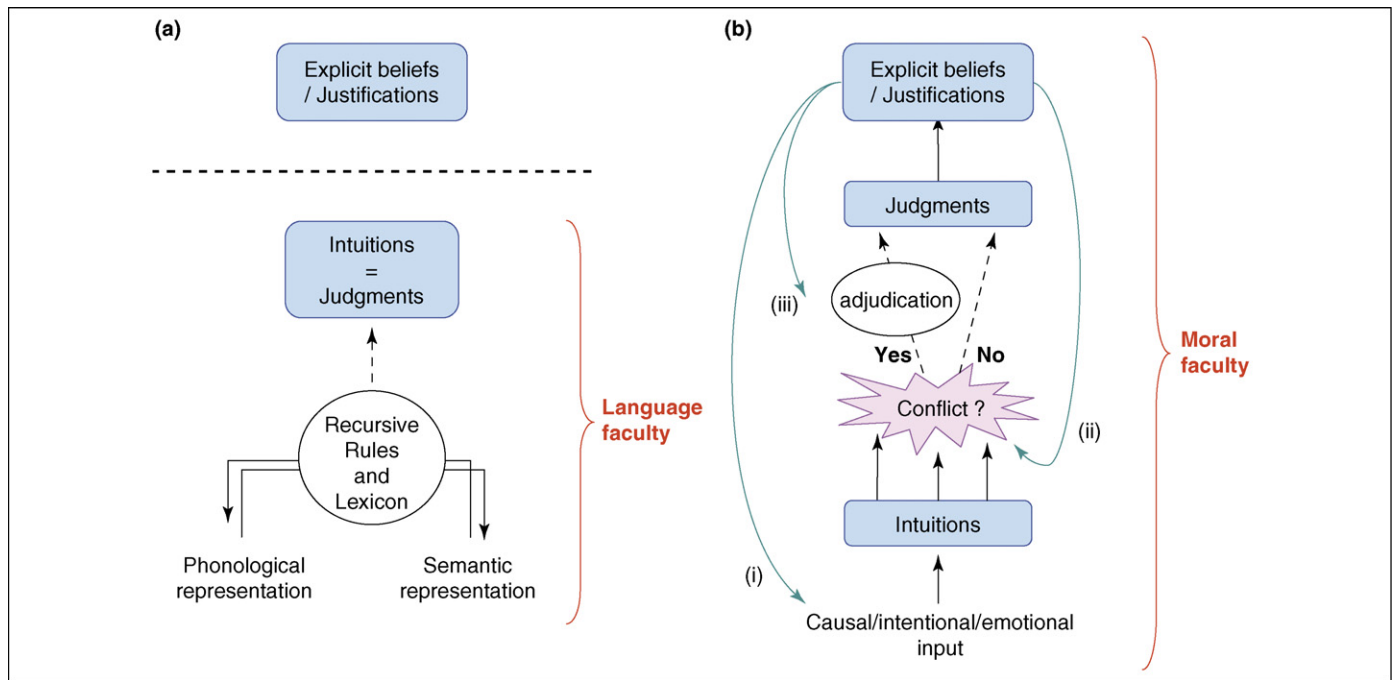 (a)
Explicit beliefs
/ Justifications
Intuitions
=
Judgments
Recursive
Rules
and
Lexicon
Phonological
representation
Semantic
representation
Language
faculty
(b)
Explicit beliefs
/ Justifications
Judgments
adjudication
(iii)
Yes
No
Conflict ?
(ii)
Intuitions
(i)
Causal/intentional/emotional
input
Moral
faculty